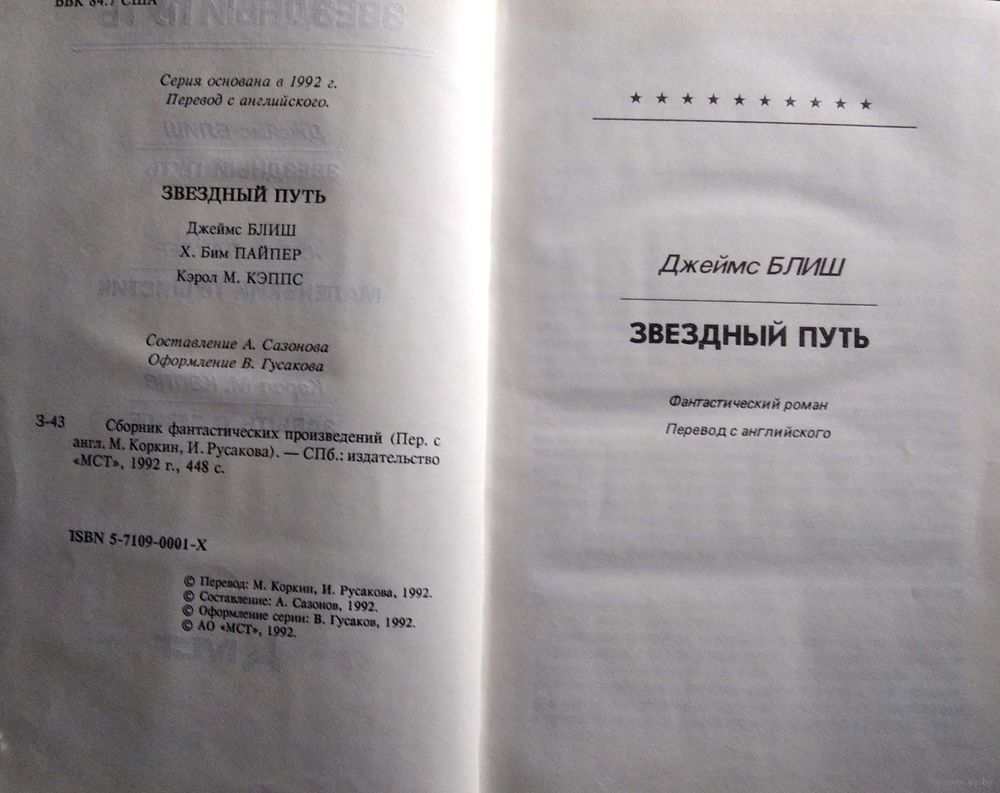 ББК 84.7 США
Серия основана в 1992 г.
Перевод с английского.
ЗВЕЗДНЫЙ ПУТЬ
Джеймс БЛИШ
Х. Бим ПАЙПЕР
Кэрол М. КЭППС
Составление А. Сазонова
Оформление В. Гусакова
З-43
Сборник фантастических произведений (Пер. с
англ. М. Коркин, И. Русакова). — СПб.: издательство
«МСТ», 1992 г., 448 с.
ISBN 5-7109-0001-X
© Перевод: М. Коркин, И. Русакова, 1992.
© Составление: А. Сазонов, 1992.
© Оформление серии: В. Гусаков, 1992.
© АО «МСТ», 1992.
★ ★ ★ ★ ★ ★ ★ ★ ★ ★
Джеймс БЛИШ
ЗВЕЗДНЫЙ ПУТЬ
Фантастический роман
Перевод с английского
www.ay.by